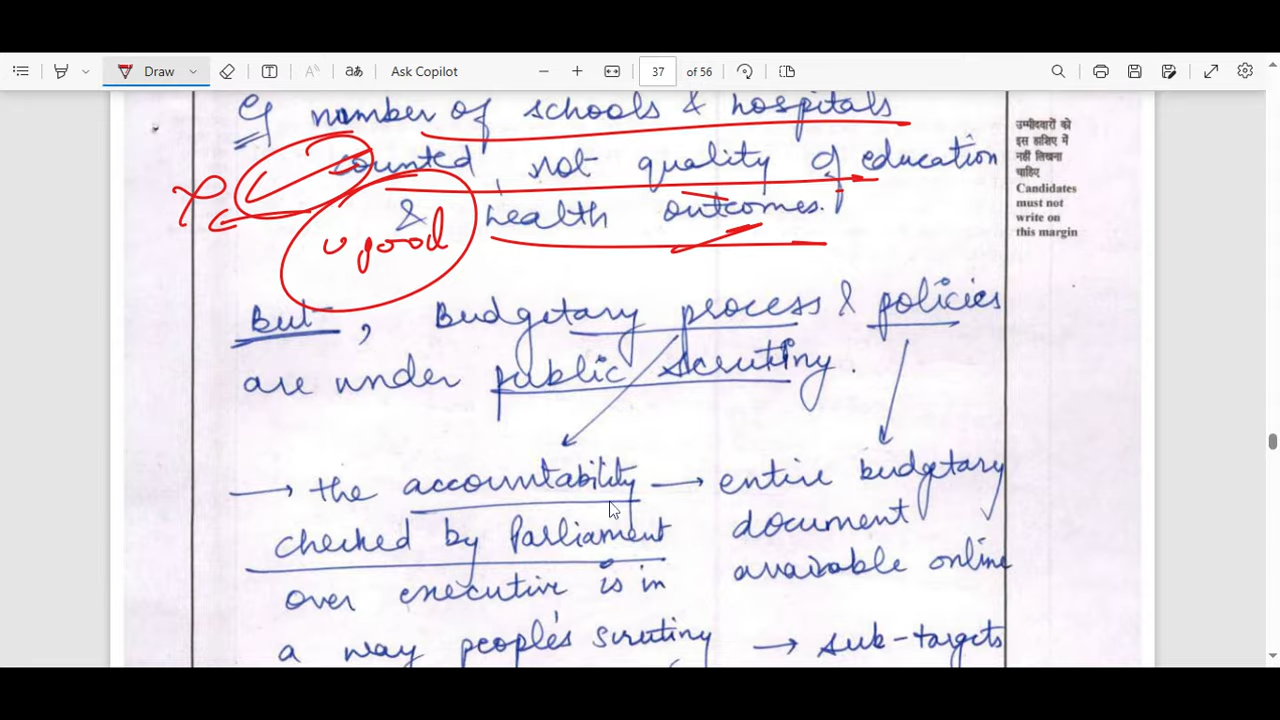 Draw
Ask Copilot
37 of 56
Eg number of schools & hospitals
counted, not quality of education
& health outcomes.
v good
उम्मीदवारों को
इस हाशिए में
नहीं लिखना
चाहिए
Candidates
must not
write on
this margin
But, Budgetary process & policies
are under public scrutiny.
→ the accountability
checked by Parliament
over executive is in
a way people's scrutiny
→ entire budgetary
document
available online
→ sub-targets